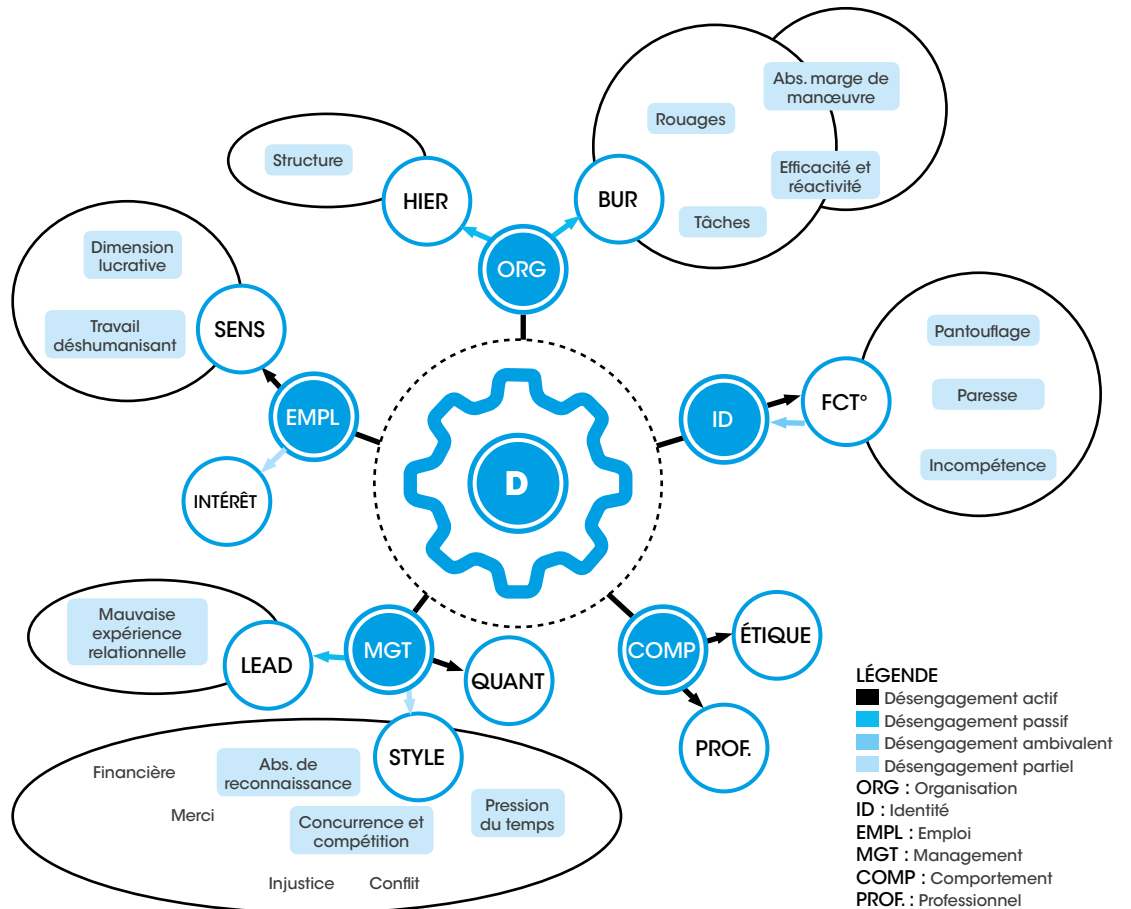 Abs. marge de
manœuvre
Rouages
Efficacité et
réactivité
Tâches
BUR
Structure
HIER
ORG
Dimension
lucrative
Travail
déshumanisant
SENS
EMPL
INTÉRÊT
D
ID
FCT°
Pantouflage
Paresse
Incompétence
Mauvaise
expérience
relationnelle
LEAD
MGT
QUANT
STYLE
Financière
Abs. de
reconnaissance
Merci
Concurrence et
compétition
Pression
du temps
Injustice
Conflit
COMP
ÉTIQUE
PROF.
LÉGENDE
Désengagement actif
Désengagement passif
Désengagement ambivalent
Désengagement partiel
ORG : Organisation
ID : Identité
EMPL : Emploi
MGT : Management
COMP : Comportement
PROF. : Professionnel